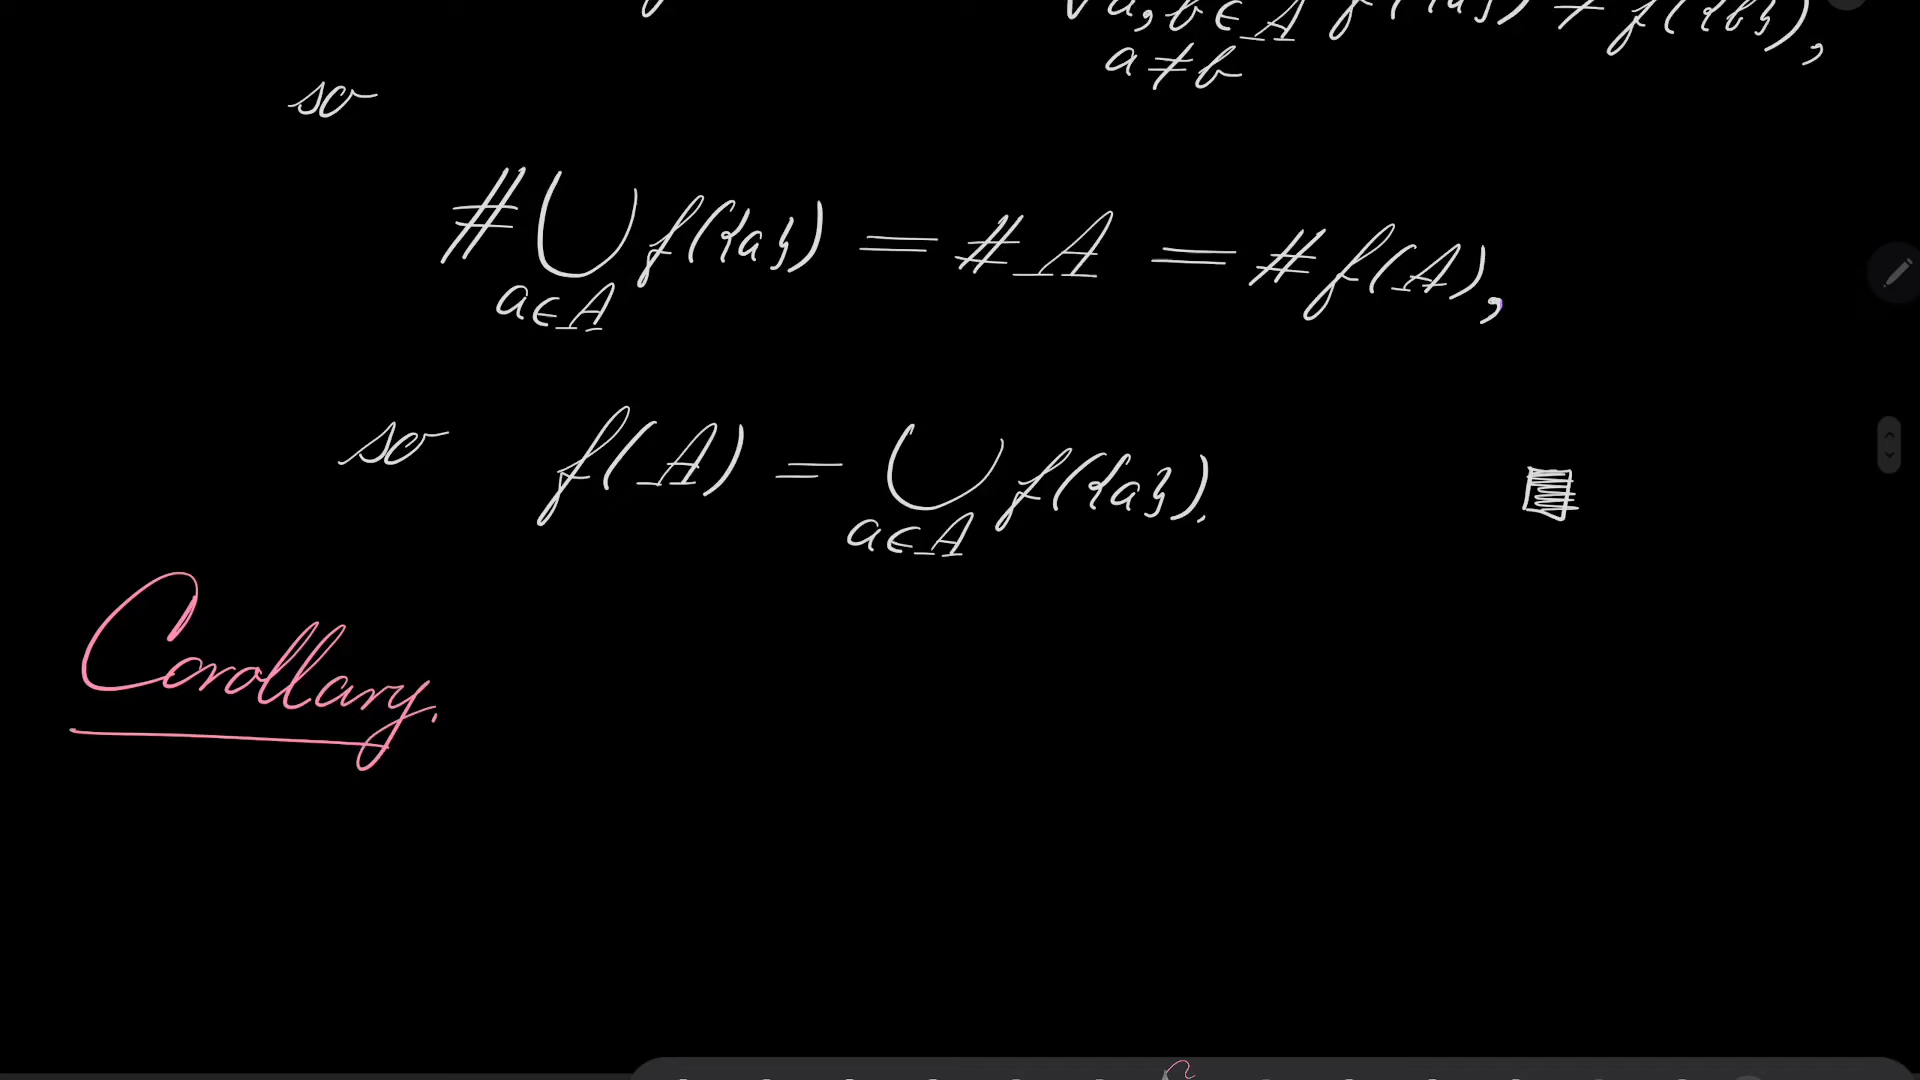 ∀a,b∈A f({a}) ≠ f({b}),
a≠b
so
#⋃f({a}) = #A = #f(A),
a∈A
so f(A) = ⋃f({a}).
a∈A
Corollary.